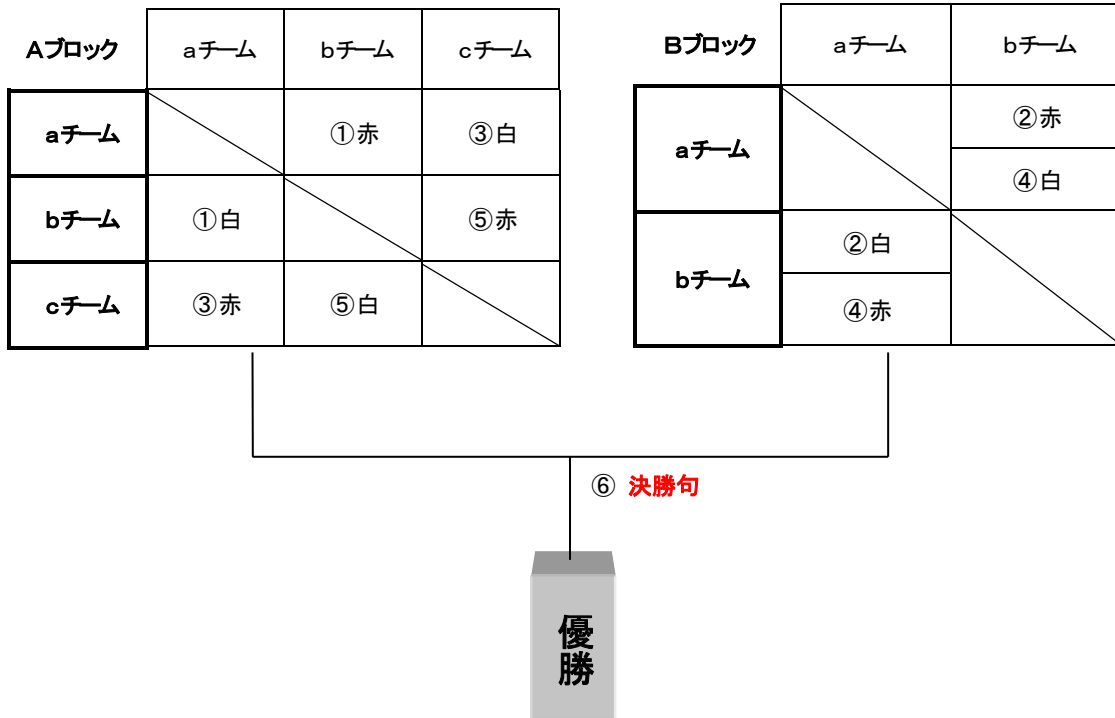 Aブロック aチーム bチーム cチーム
aチーム ①赤 ③白
bチーム ①白 ⑤赤
cチーム ③赤 ⑤白
Bブロック aチーム bチーム
aチーム ②赤
④白
bチーム ②白
④赤
⑥ 決勝句
優勝